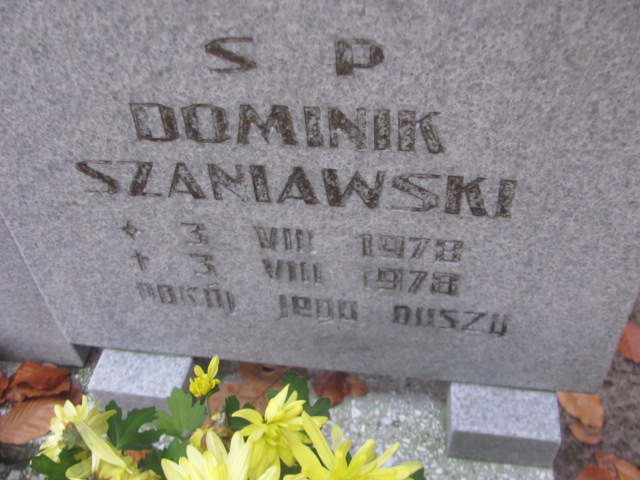 S P
DOMINIK
SZANIAWSKI
* 3 VIII 1978
† 3 VIII 1978
POKÓJ JEGO DUSZY